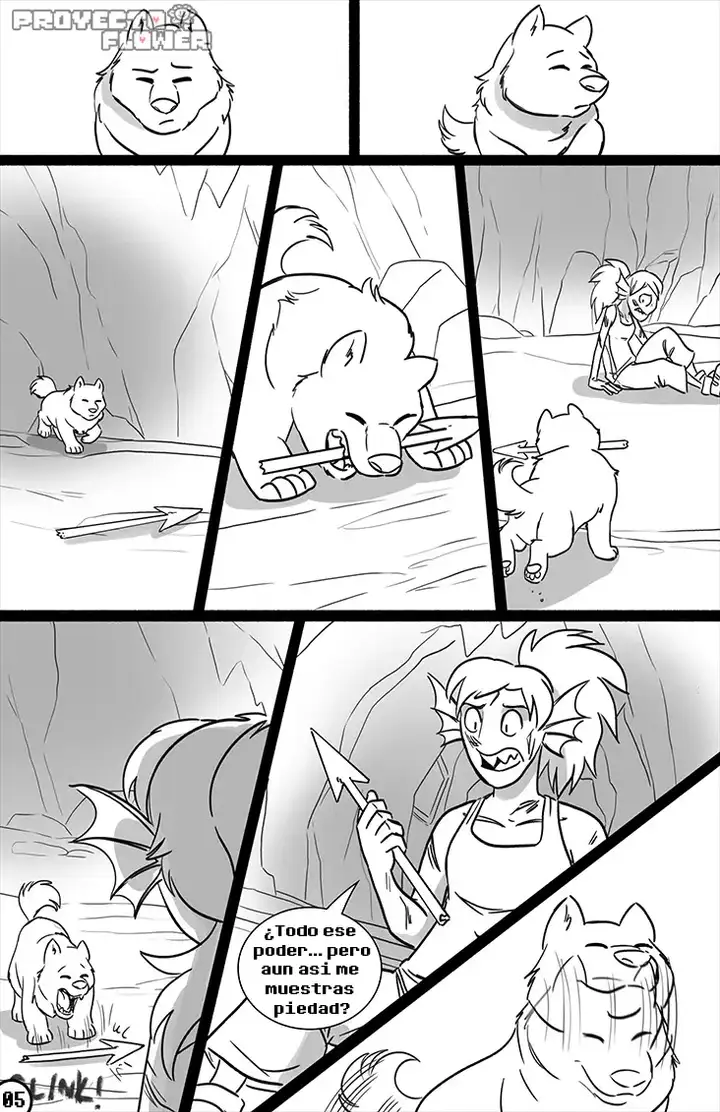 PROYECTO
FLOWER!
¿Todo ese
poder... pero
aun asi me
muestras
piedad?
CLINK!
05